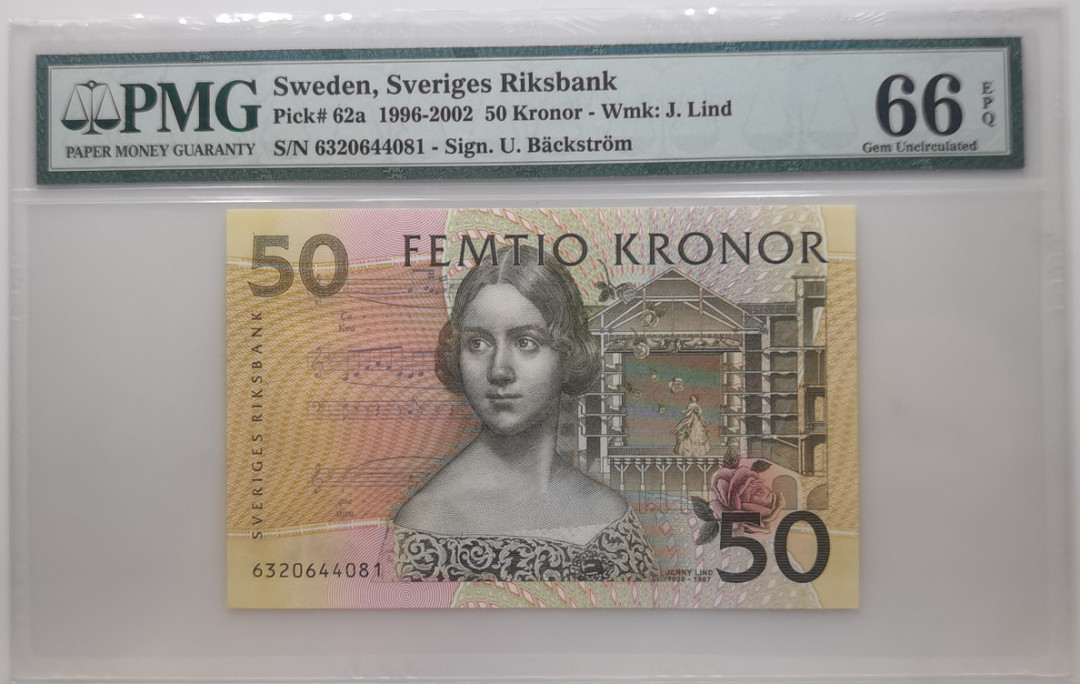 PMG
PAPER MONEY GUARANTY
Sweden, Sveriges Riksbank
Pick# 62a 1996-2002 50 Kronor - Wmk: J. Lind
S/N 6320644081 - Sign. U. Bäckström
66
EPQ
Gem Uncirculated
50 FEMTIO KRONOR
SVERIGES RIKSBANK
6320644081
JENNY LIND
50